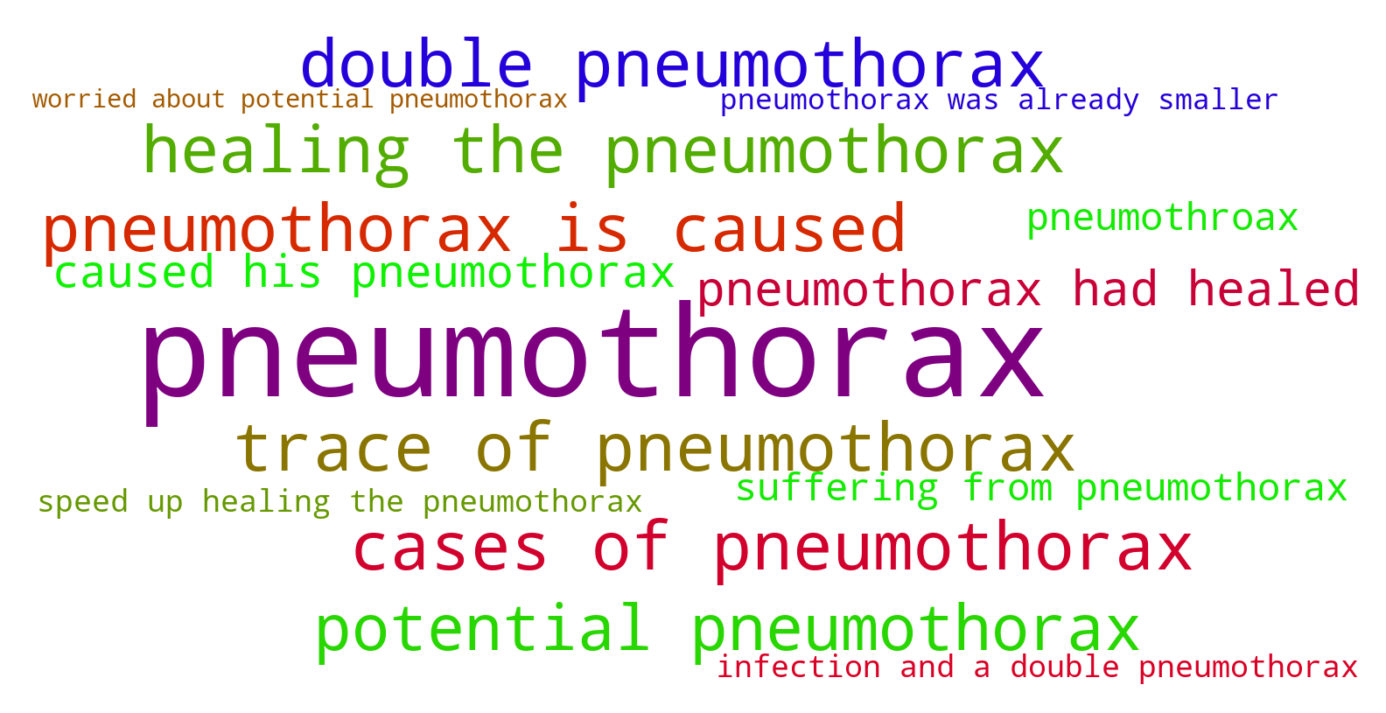 double pneumothorax
worried about potential pneumothorax
pneumothorax was already smaller
healing the pneumothorax
pneumothorax is caused
pneumothroax
caused his pneumothorax
pneumothorax had healed
pneumothorax
trace of pneumothorax
suffering from pneumothorax
speed up healing the pneumothorax
cases of pneumothorax
potential pneumothorax
infection and a double pneumothorax